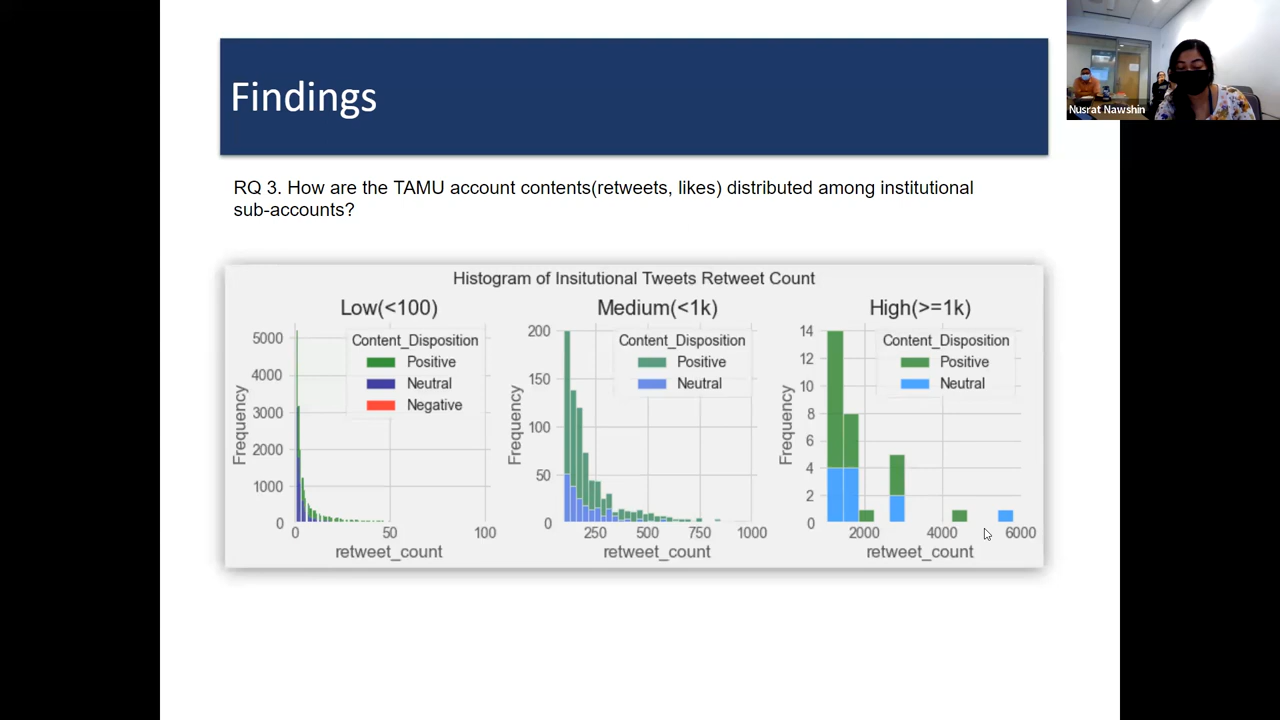 Findings
Nusrat Nawshin
RQ 3. How are the TAMU account contents(retweets, likes) distributed among institutional
sub-accounts?
Histogram of Insitutional Tweets Retweet Count
Low(<100)
Content_Disposition
Positive
Neutral
Negative
Frequency
5000
4000
3000
2000
1000
0
0 50 100
retweet_count
Medium(<1k)
Content_Disposition
Positive
Neutral
Frequency
200
150
100
50
0
250 500 750 1000
retweet_count
High(>=1k)
Content_Disposition
Positive
Neutral
Frequency
14
12
10
8
6
4
2
0
2000 4000 6000
retweet_count